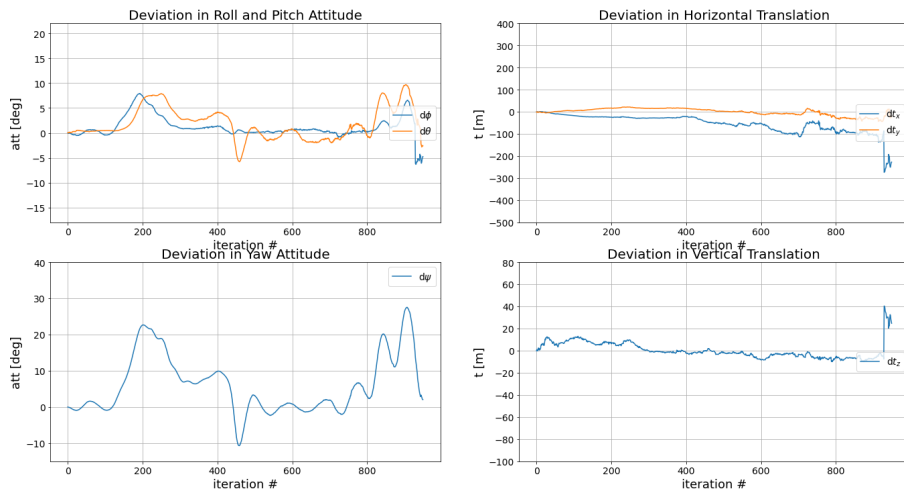 Deviation in Roll and Pitch Attitude
att [deg]
20
15
10
5
0
−5
−10
−15
dϕ
dθ
0 200 400 600 800
iteration #
Deviation in Horizontal Translation
t [m]
400
300
200
100
0
−100
−200
−300
−400
−500
dtₓ
dt_y
0 200 400 600 800
iteration #
Deviation in Yaw Attitude
att [deg]
40
30
20
10
0
−10
dψ
0 200 400 600 800
iteration #
Deviation in Vertical Translation
t [m]
80
60
40
20
0
−20
−40
−60
−80
−100
dt_z
0 200 400 600 800
iteration #